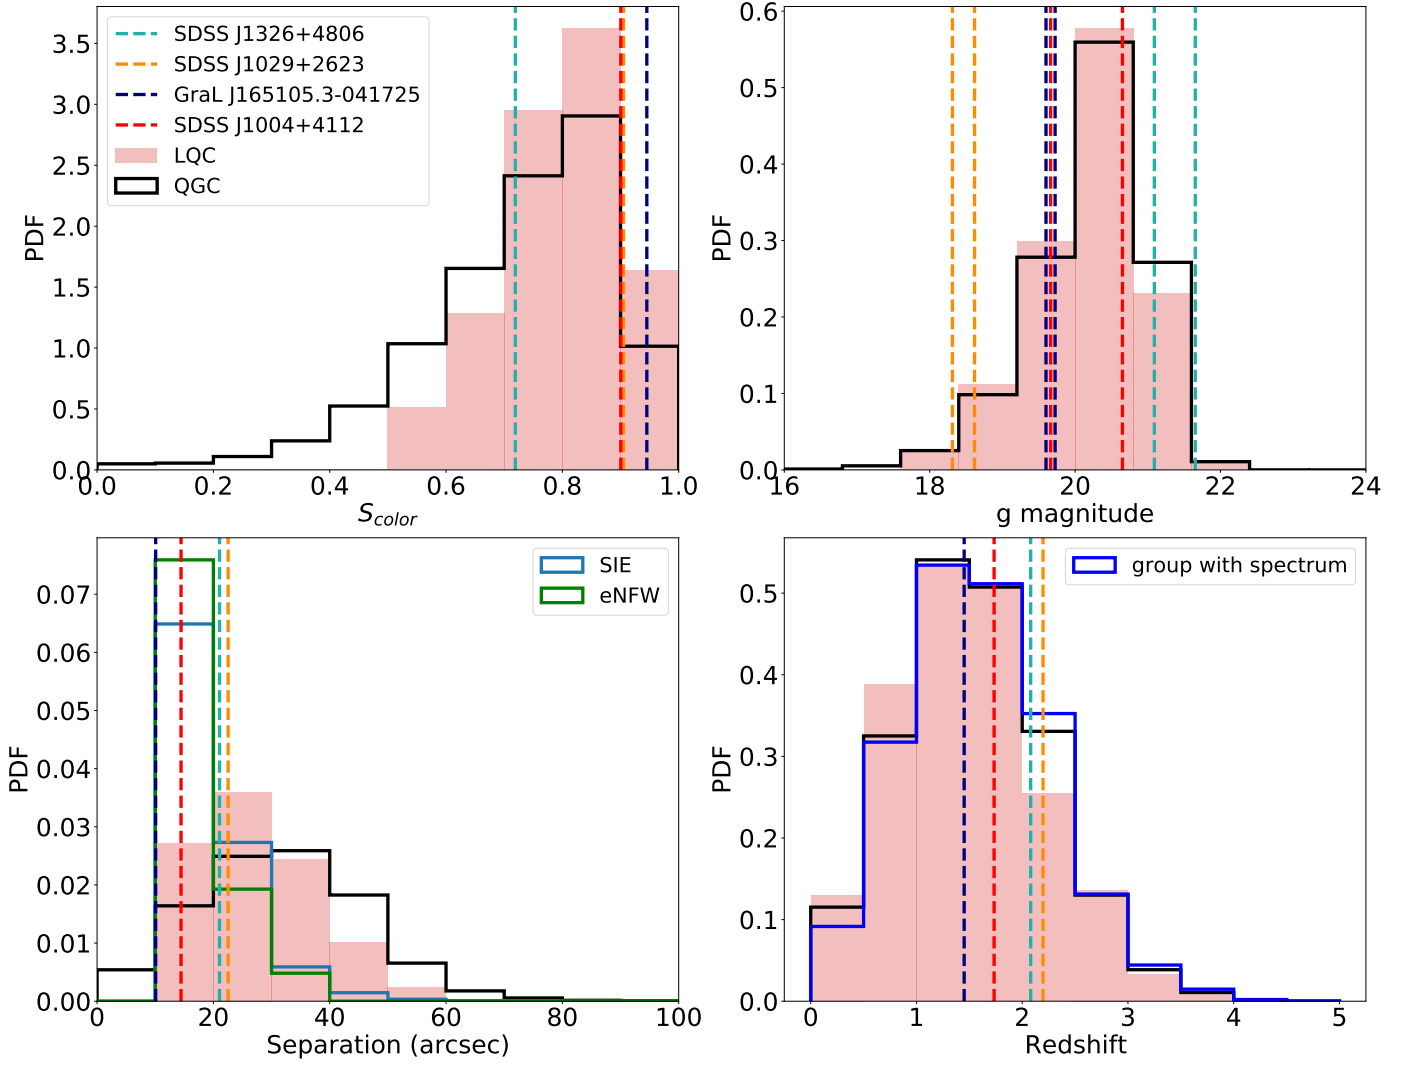 3.5
3.0
2.5
2.0
1.5
1.0
0.5
0.0
PDF
SDSS J1326+4806
SDSS J1029+2623
GraL J165105.3-041725
SDSS J1004+4112
LQC
QGC
0.0 0.2 0.4 0.6 0.8 1.0
S_color
0.6
0.5
0.4
0.3
0.2
0.1
0.0
PDF
16 18 20 22 24
g magnitude
0.07
0.06
0.05
0.04
0.03
0.02
0.01
0.00
PDF
SIE
eNFW
0 20 40 60 80 100
Separation (arcsec)
0.5
0.4
0.3
0.2
0.1
0.0
PDF
group with spectrum
0 1 2 3 4 5
Redshift